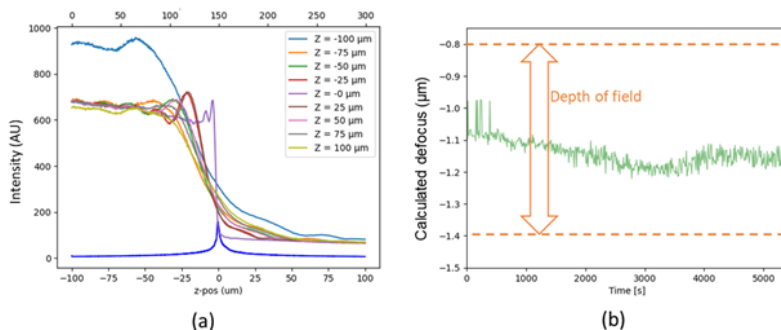 0 50 100 150 200 250 300
1000
800
600
400
200
0
Intensity (AU)
Z = -100 µm
Z = -75 µm
Z = -50 µm
Z = -25 µm
Z = -0 µm
Z = 25 µm
Z = 50 µm
Z = 75 µm
Z = 100 µm
−100 −75 −50 −25 0 25 50 75 100
z-pos (um)
(a)
−0.8
−0.9
−1.0
−1.1
−1.2
−1.3
−1.4
−1.5
Calculated defocus (µm)
Depth of field
0 1000 2000 3000 4000 5000
Time [s]
(b)